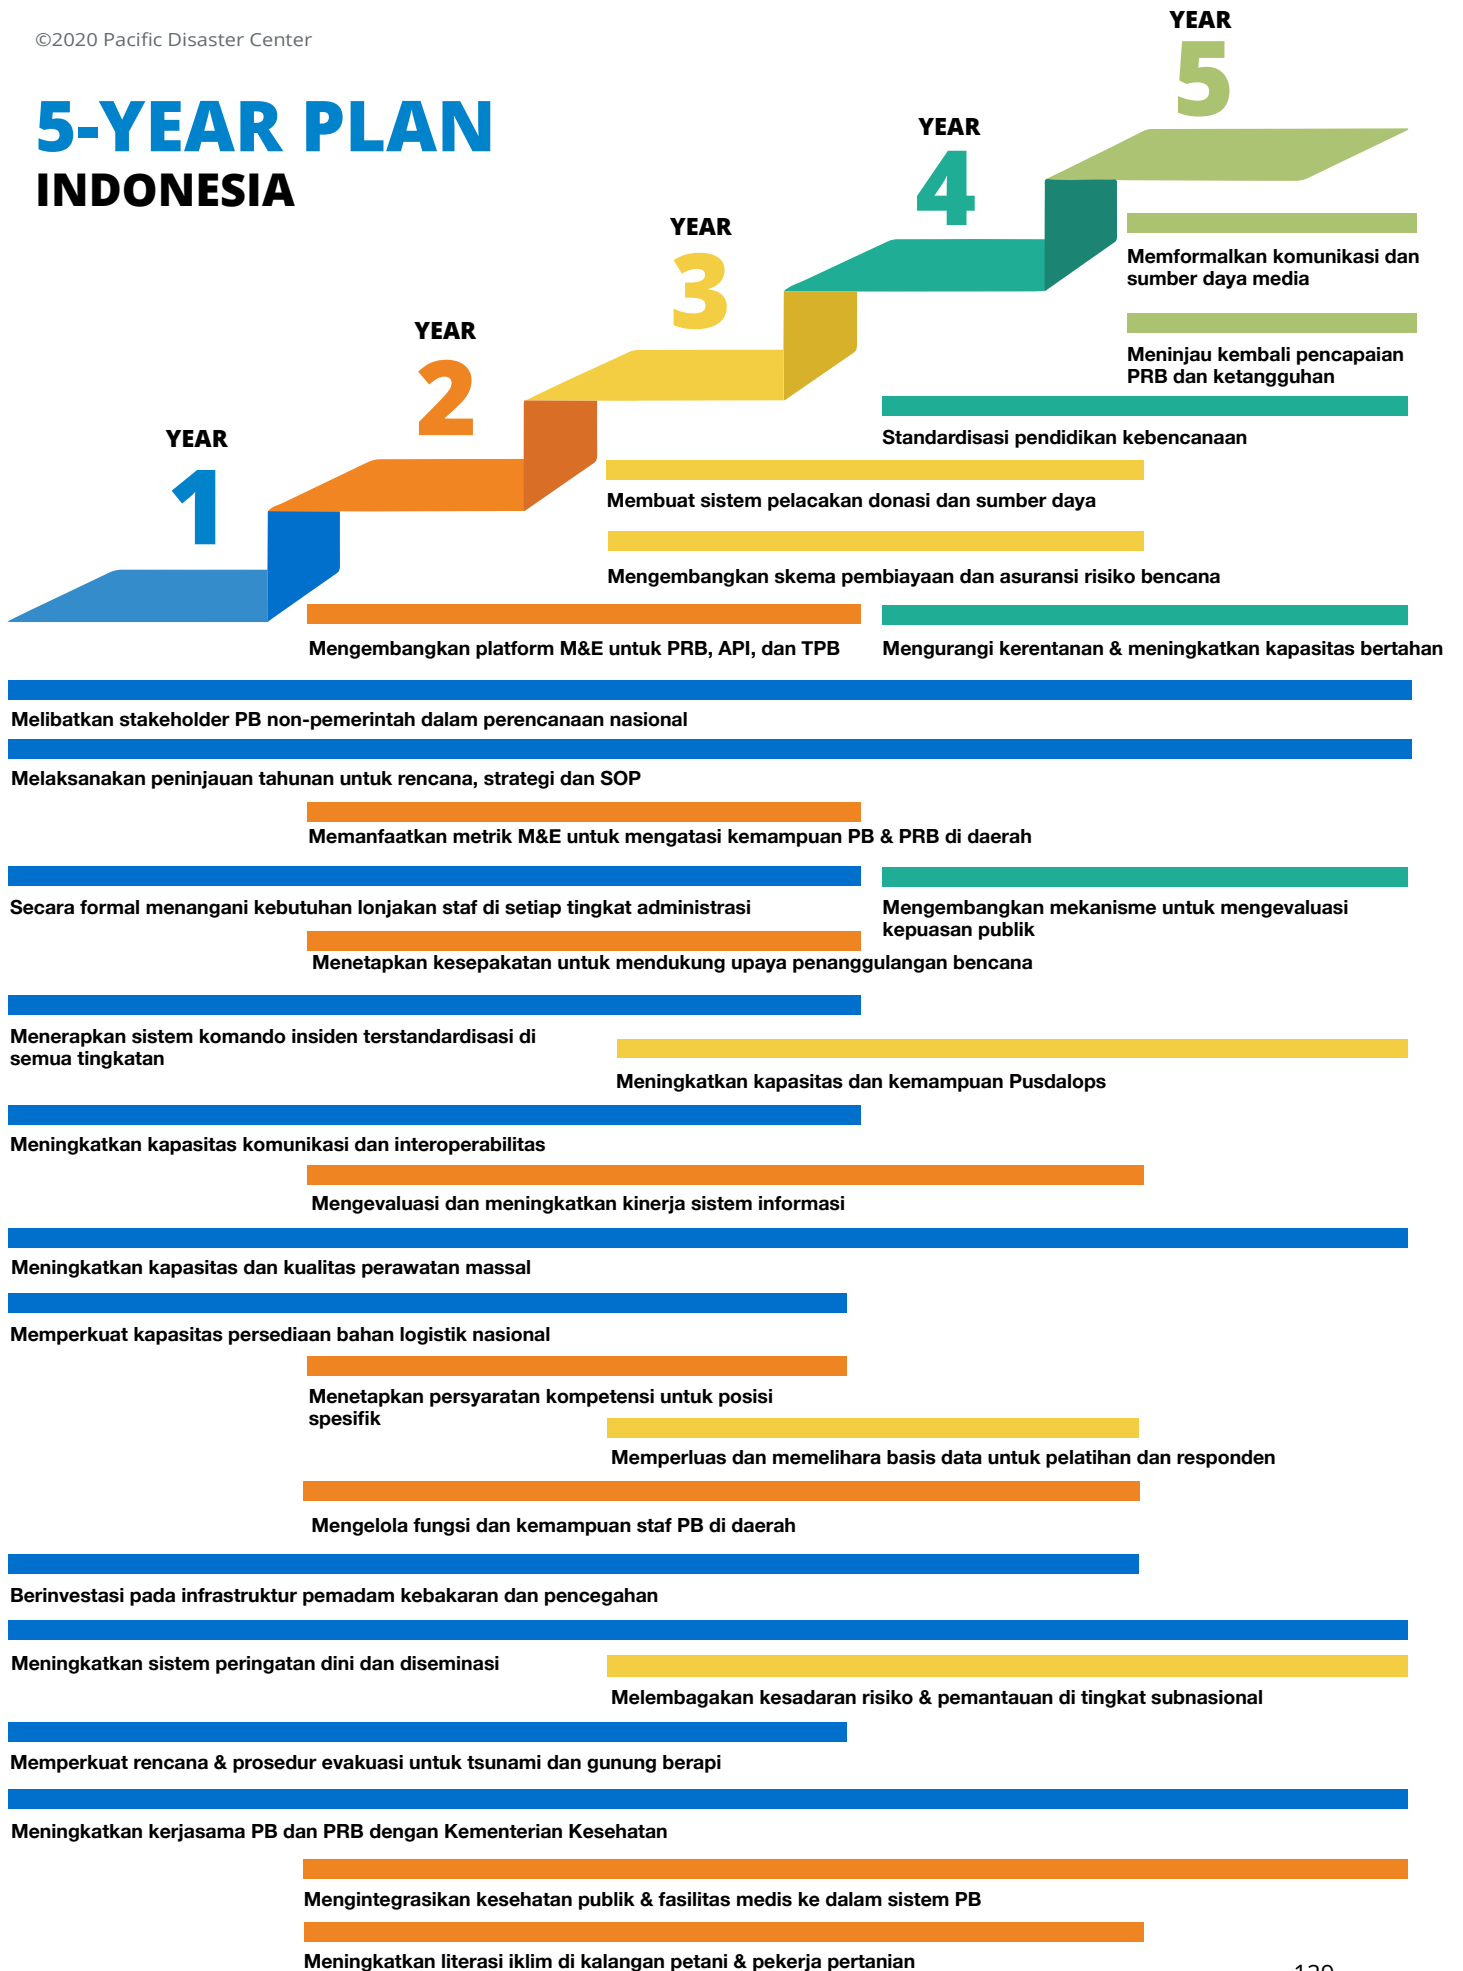 ©2020 Pacific Disaster Center
5-YEAR PLAN
INDONESIA
YEAR
1
YEAR
2
YEAR
3
YEAR
4
YEAR
5
Memformalkan komunikasi dan
sumber daya media
Meninjau kembali pencapaian
PRB dan ketangguhan
Standardisasi pendidikan kebencanaan
Membuat sistem pelacakan donasi dan sumber daya
Mengembangkan skema pembiayaan dan asuransi risiko bencana
Mengembangkan platform M&E untuk PRB, API, dan TPB
Mengurangi kerentanan & meningkatkan kapasitas bertahan
Melibatkan stakeholder PB non-pemerintah dalam perencanaan nasional
Melaksanakan peninjauan tahunan untuk rencana, strategi dan SOP
Memanfaatkan metrik M&E untuk mengatasi kemampuan PB & PRB di daerah
Secara formal menangani kebutuhan lonjakan staf di setiap tingkat administrasi
Mengembangkan mekanisme untuk mengevaluasi
kepuasan publik
Menetapkan kesepakatan untuk mendukung upaya penanggulangan bencana
Menerapkan sistem komando insiden terstandardisasi di
semua tingkatan
Meningkatkan kapasitas dan kemampuan Pusdalops
Meningkatkan kapasitas komunikasi dan interoperabilitas
Mengevaluasi dan meningkatkan kinerja sistem informasi
Meningkatkan kapasitas dan kualitas perawatan massal
Memperkuat kapasitas persediaan bahan logistik nasional
Menetapkan persyaratan kompetensi untuk posisi
spesifik
Memperluas dan memelihara basis data untuk pelatihan dan responden
Mengelola fungsi dan kemampuan staf PB di daerah
Berinvestasi pada infrastruktur pemadam kebakaran dan pencegahan
Meningkatkan sistem peringatan dini dan diseminasi
Melembagakan kesadaran risiko & pemantauan di tingkat subnasional
Memperkuat rencana & prosedur evakuasi untuk tsunami dan gunung berapi
Meningkatkan kerjasama PB dan PRB dengan Kementerian Kesehatan
Mengintegrasikan kesehatan publik & fasilitas medis ke dalam sistem PB
Meningkatkan literasi iklim di kalangan petani & pekerja pertanian